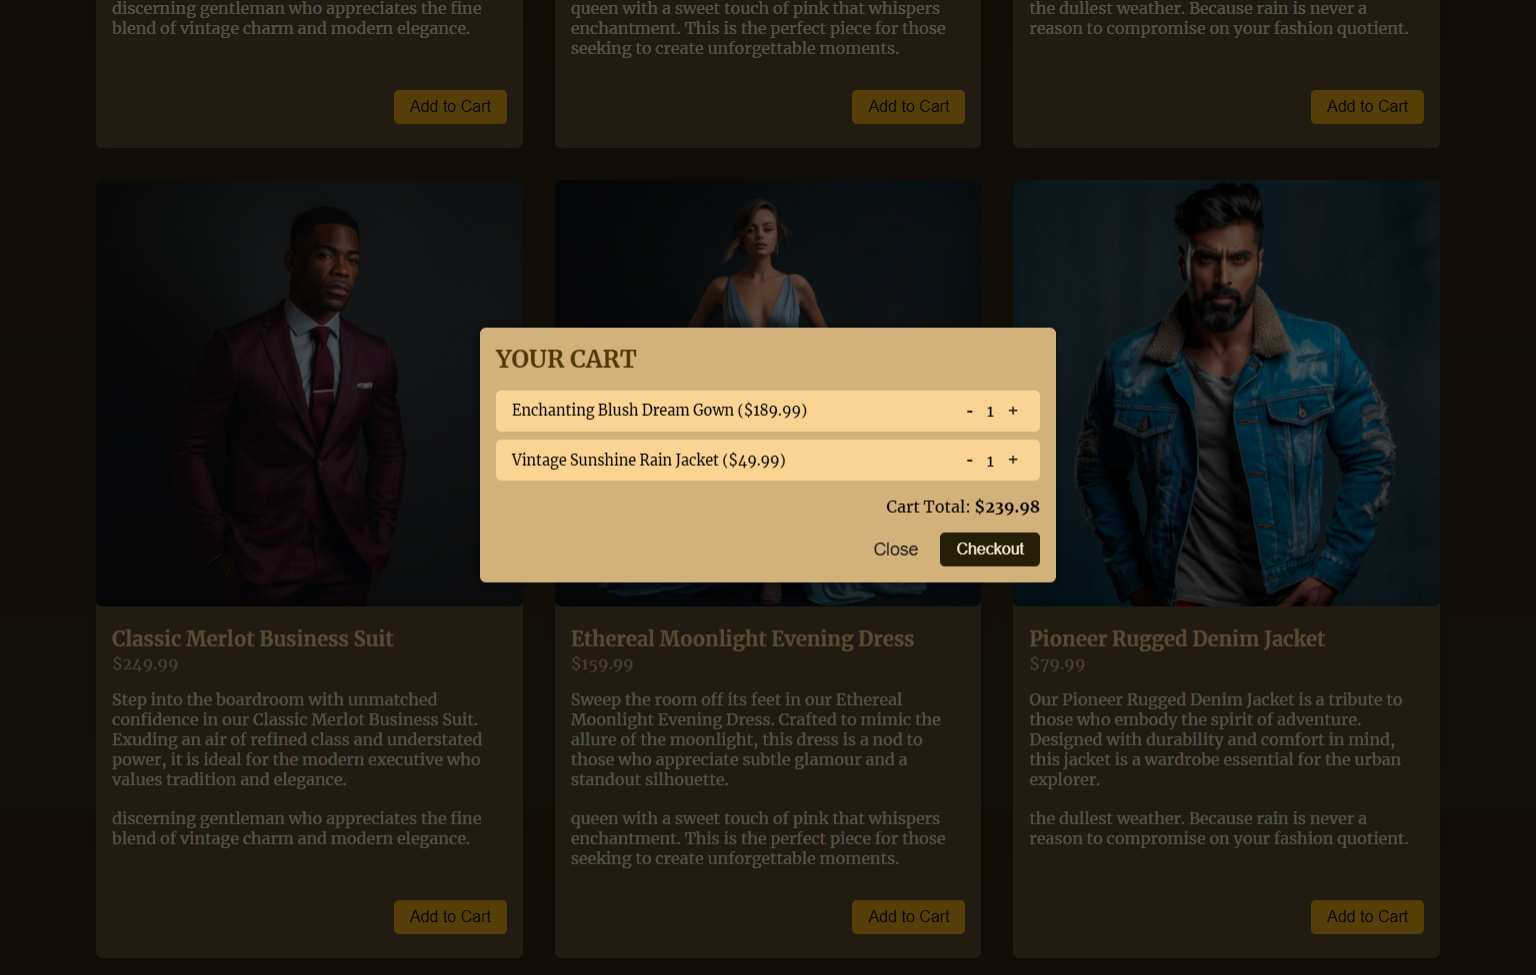 discerning gentleman who appreciates the fine
blend of vintage charm and modern elegance.
Add to Cart
queen with a sweet touch of pink that whispers
enchantment. This is the perfect piece for those
seeking to create unforgettable moments.
Add to Cart
the dullest weather. Because rain is never a
reason to compromise on your fashion quotient.
Add to Cart
YOUR CART
Enchanting Blush Dream Gown ($189.99) - 1 +
Vintage Sunshine Rain Jacket ($49.99) - 1 +
Cart Total: $239.98
Close Checkout
Classic Merlot Business Suit
$249.99
Step into the boardroom with unmatched
confidence in our Classic Merlot Business Suit.
Exuding an air of refined class and understated
power, it is ideal for the modern executive who
values tradition and elegance.
discerning gentleman who appreciates the fine
blend of vintage charm and modern elegance.
Add to Cart
Ethereal Moonlight Evening Dress
$159.99
Sweep the room off its feet in our Ethereal
Moonlight Evening Dress. Crafted to mimic the
allure of the moonlight, this dress is a nod to
those who appreciate subtle glamour and a
standout silhouette.
queen with a sweet touch of pink that whispers
enchantment. This is the perfect piece for those
seeking to create unforgettable moments.
Add to Cart
Pioneer Rugged Denim Jacket
$79.99
Our Pioneer Rugged Denim Jacket is a tribute to
those who embody the spirit of adventure.
Designed with durability and comfort in mind,
this jacket is a wardrobe essential for the urban
explorer.
the dullest weather. Because rain is never a
reason to compromise on your fashion quotient.
Add to Cart